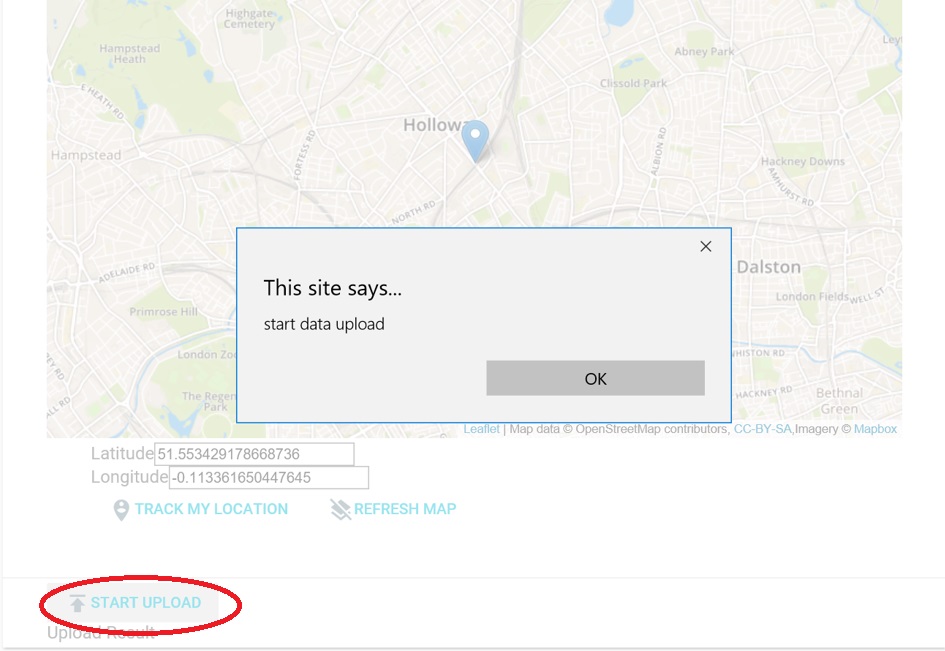 Highgate
Cemetery
Hampstead
Heath
Abney Park
Clissold Park
E HEATH RD
Hollowa
Hampstead
FORTESS RD
ALBION RD
Hackney Downs
AMHURST RD
NORTH RD
ADELAIDE RD
Dalston
This site says...
London Fields
WELL ST
Primrose Hill
start data upload
London Zoo
The Regen
Park
OK
HACKNEY RD
Bethnal
Green
Leaflet | Map data © OpenStreetMap contributors, CC-BY-SA,Imagery © Mapbox
Latitude 51.553429178668736
Longitude -0.113361650447645
TRACK MY LOCATION REFRESH MAP
START UPLOAD
Upload Result